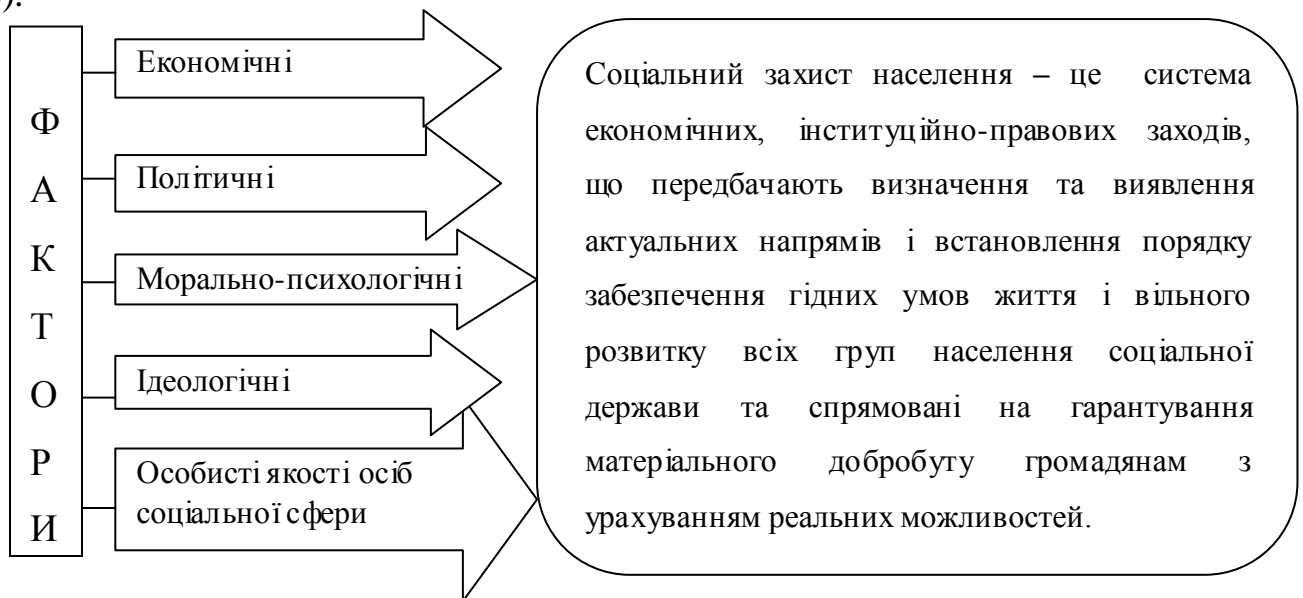 ).
ФАКТОРИ
Економічні
Політичні
Морально-психологічні
Ідеологічні
Особисті якості осіб
соціальної сфери
Соціальний захист населення – це система
економічних, інституційно-правових заходів,
що передбачають визначення та виявлення
актуальних напрямів і встановлення порядку
забезпечення гідних умов життя і вільного
розвитку всіх груп населення соціальної
держави та спрямовані на гарантування
матеріального добробуту громадянам з
урахуванням реальних можливостей.